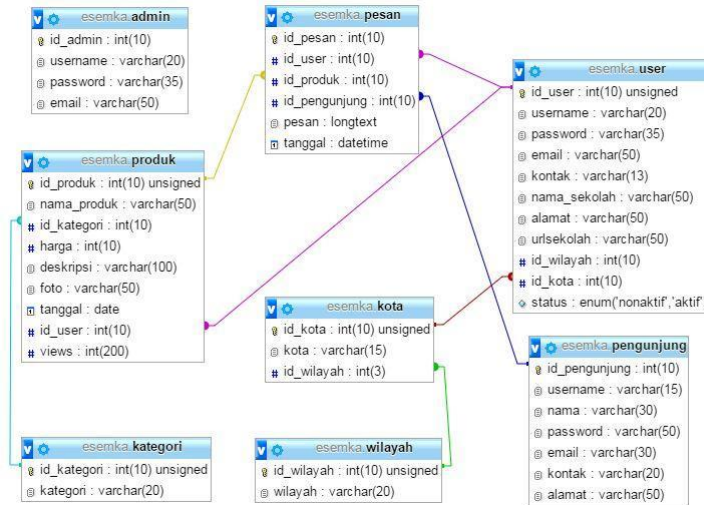 esemka.admin
id_admin : int(10)
username : varchar(20)
password : varchar(35)
email : varchar(50)
esemka.pesan
id_pesan : int(10)
id_user : int(10)
id_produk : int(10)
id_pengunjung : int(10)
pesan : longtext
tanggal : datetime
esemka.user
id_user : int(10) unsigned
username : varchar(20)
password : varchar(35)
email : varchar(50)
kontak : varchar(13)
nama_sekolah : varchar(50)
alamat : varchar(50)
urlsekolah : varchar(50)
id_wilayah : int(10)
id_kota : int(10)
status : enum('nonaktif','aktif'
esemka.produk
id_produk : int(10) unsigned
nama_produk : varchar(50)
id_kategori : int(10)
harga : int(10)
deskripsi : varchar(100)
foto : varchar(50)
tanggal : date
id_user : int(10)
views : int(200)
esemka.kota
id_kota : int(10) unsigned
kota : varchar(15)
id_wilayah : int(3)
esemka.pengunjung
id_pengunjung : int(10)
username : varchar(15)
nama : varchar(30)
password : varchar(50)
email : varchar(30)
kontak : varchar(20)
alamat : varchar(50)
esemka.kategori
id_kategori : int(10) unsigned
kategori : varchar(20)
esemka.wilayah
id_wilayah : int(10) unsigned
wilayah : varchar(20)